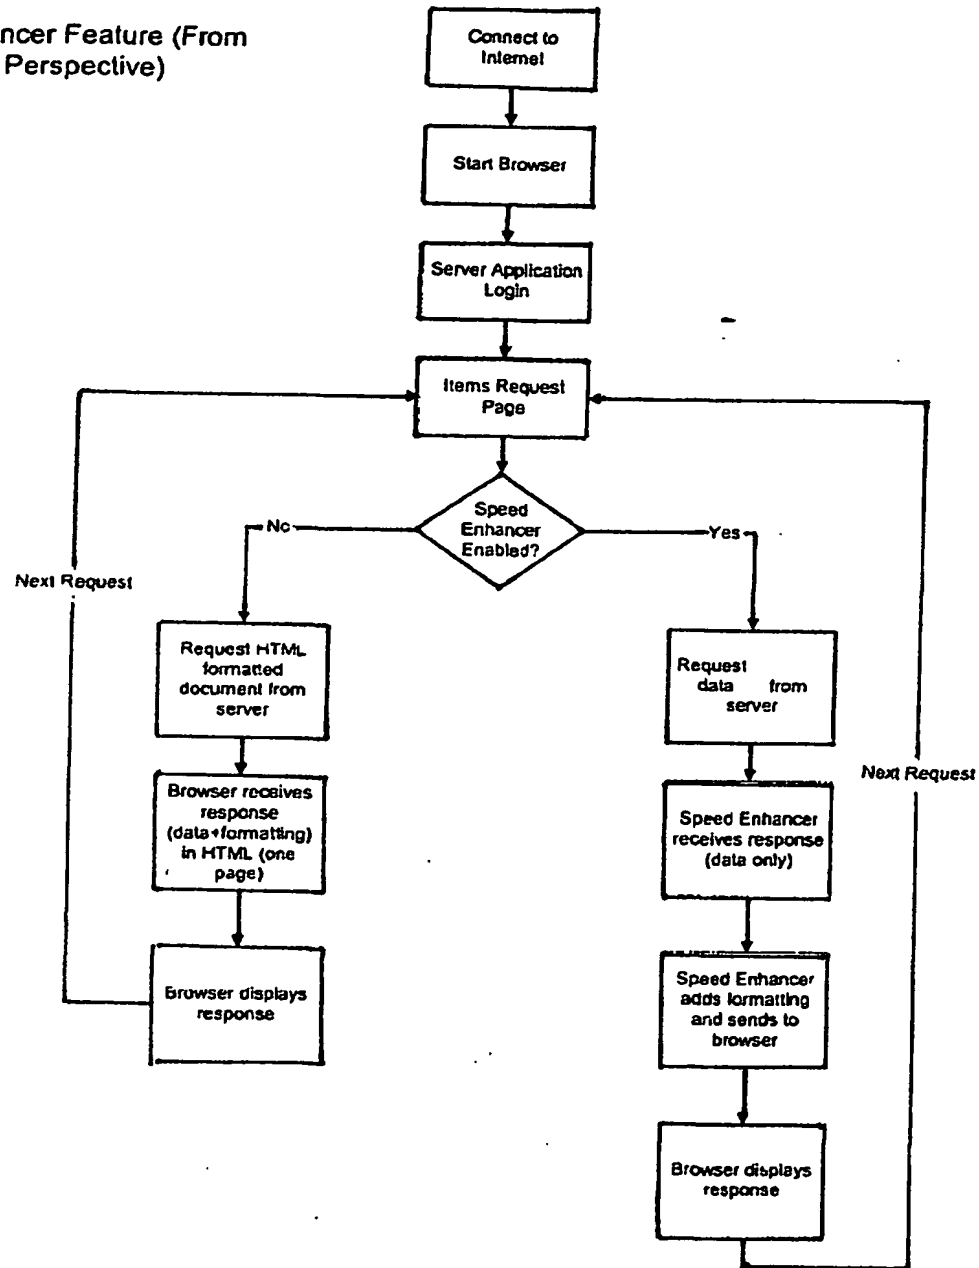 ncer Feature (From
Perspective)
Connect to
Internet
Start Browser
Server Application
Login
Items Request
Page
Speed
Enhancer
Enabled?
No
Yes
Next Request
Request HTML
formatted
document from
server
Browser receives
response
(data+formatting)
in HTML (one
page)
Browser displays
response
Request
data from
server
Next Request
Speed Enhancer
receives response
(data only)
Speed Enhancer
adds formatting
and sends to
browser
Browser displays
response